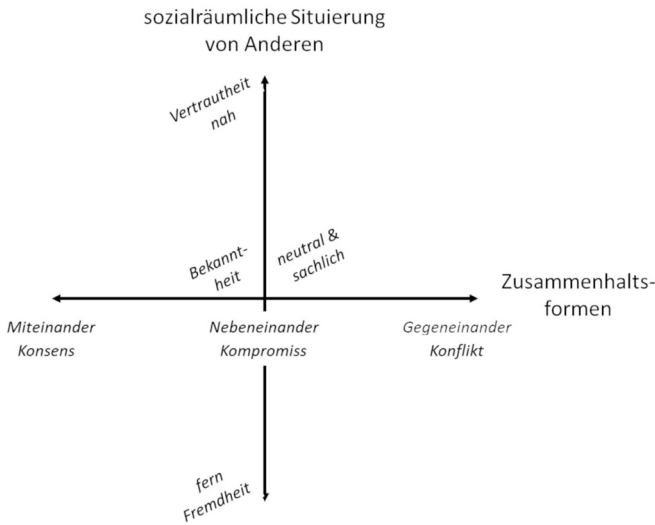 sozialräumliche Situierung
von Anderen
Vertrautheit
nah
Bekannt-
heit
neutral &
sachlich
Zusammenhalts-
formen
Miteinander
Konsens
Nebeneinander
Kompromiss
Gegeneinander
Konflikt
fern
Fremdheit